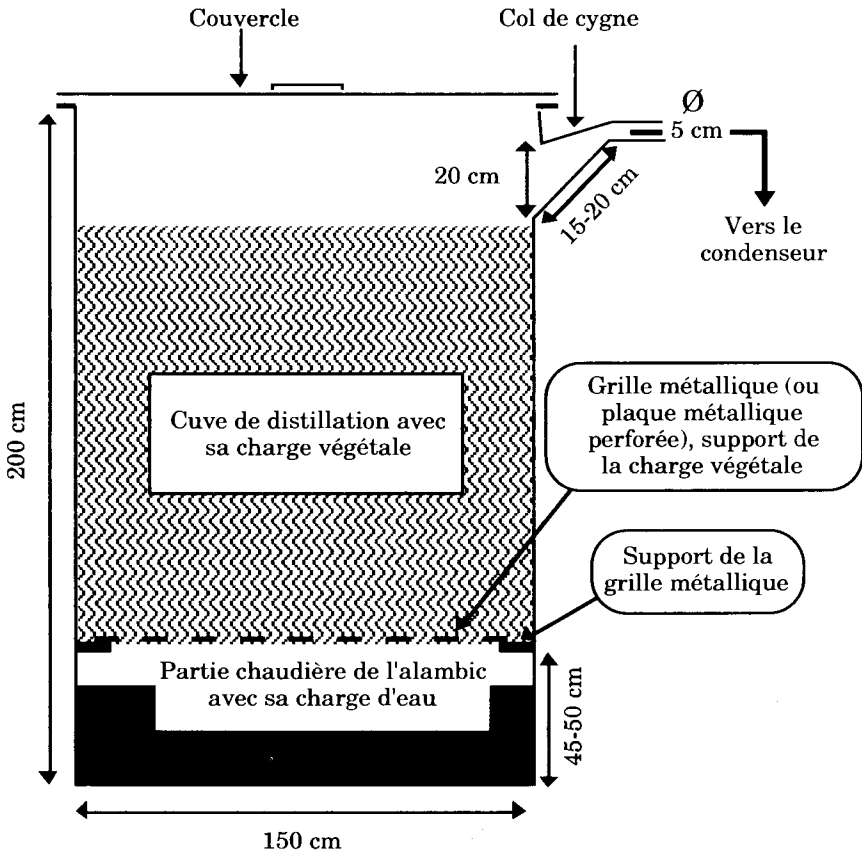 Couvercle
Col de cygne
Ø
5 cm
20 cm
15-20 cm
Vers le
condenseur
200 cm
Cuve de distillation avec
sa charge végétale
Grille métallique (ou
plaque métallique
perforée), support de
la charge végétale
Support de la
grille métallique
Partie chaudière de l'alambic
avec sa charge d'eau
45-50 cm
150 cm